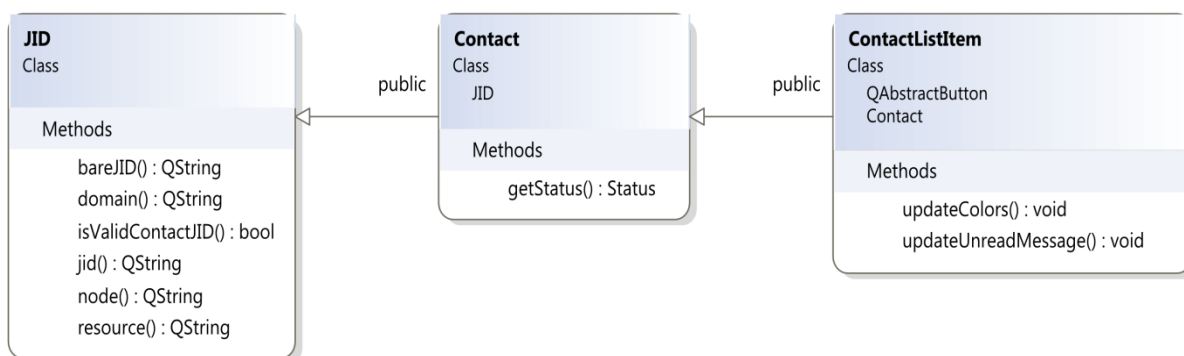 JID
Class
Methods
bareJID() : QString
domain() : QString
isValidContactJID() : bool
jid() : QString
node() : QString
resource() : QString
public
Contact
Class
JID
Methods
getStatus() : Status
public
ContactListItem
Class
QAbstractButton
Contact
Methods
updateColors() : void
updateUnreadMessage() : void